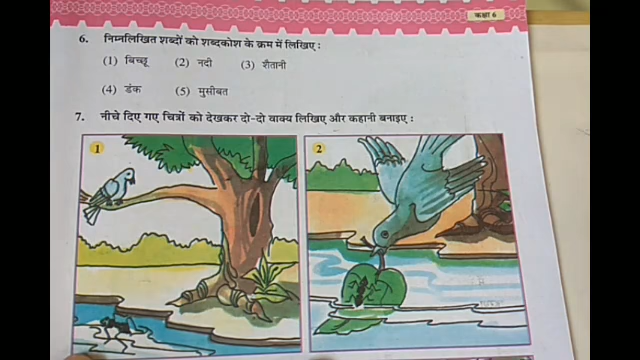 कक्षा 6
6. निम्नलिखित शब्दों को शब्दकोश के क्रम में लिखिए :
(1) बिच्छू (2) नदी (3) शैतानी
(4) डंक (5) मुसीबत
7. नीचे दिए गए चित्रों को देखकर दो-दो वाक्य लिखिए और कहानी बनाइए :
1 2